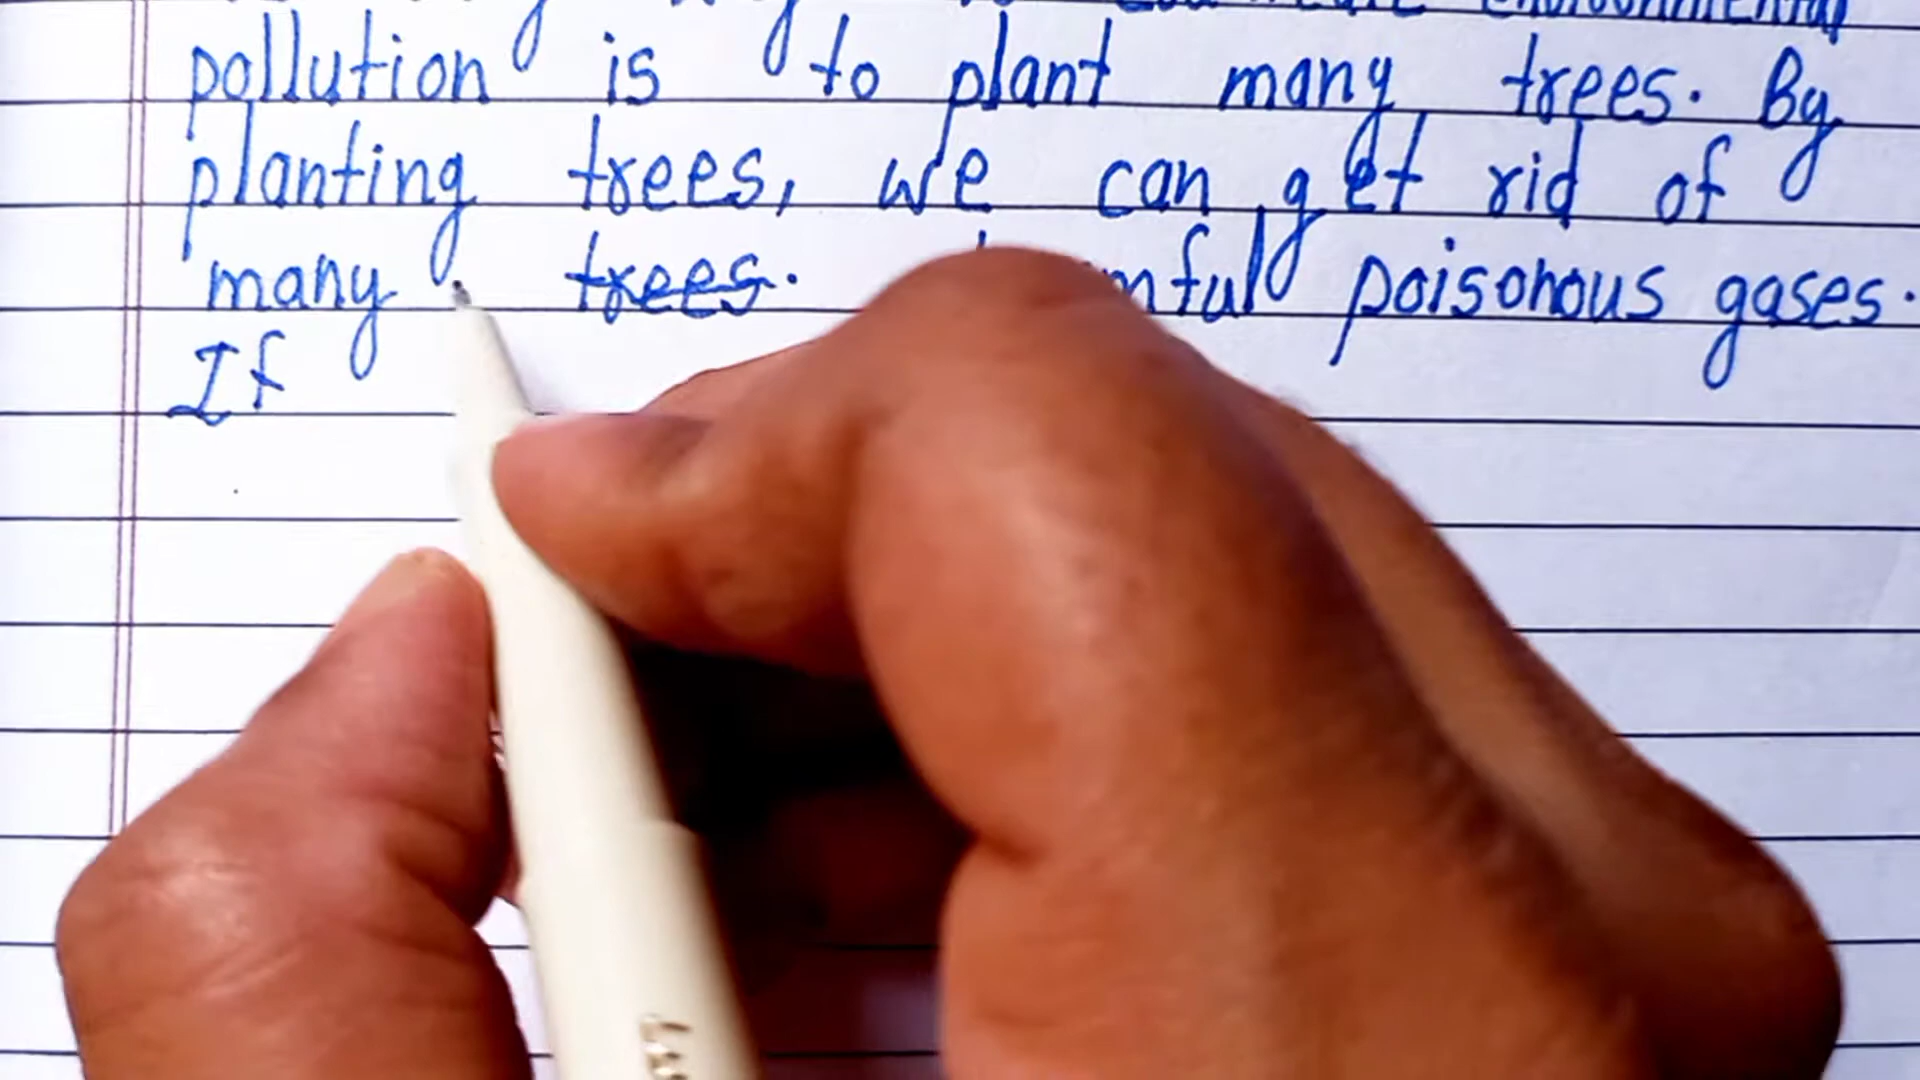 environmental
pollution is to plant many trees. By
planting trees, we can get rid of
many trees. poisonous gases.
If